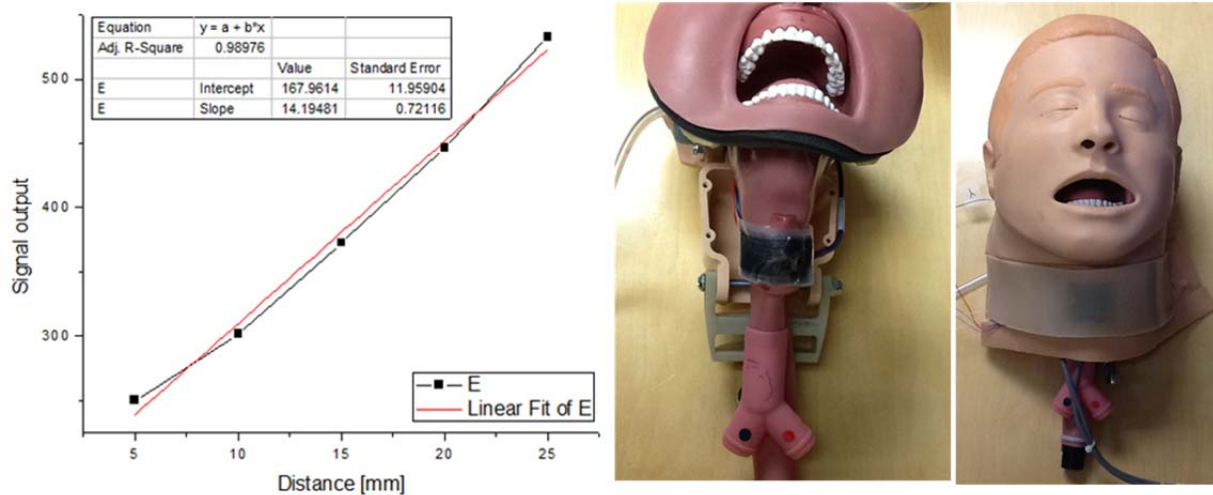 Equation y = a + b*x
Adj. R-Square 0.98976
Value Standard Error
E Intercept 167.9614 11.95904
E Slope 14.19481 0.72116
500
400
300
Signal output
E
Linear Fit of E
5 10 15 20 25
Distance [mm]